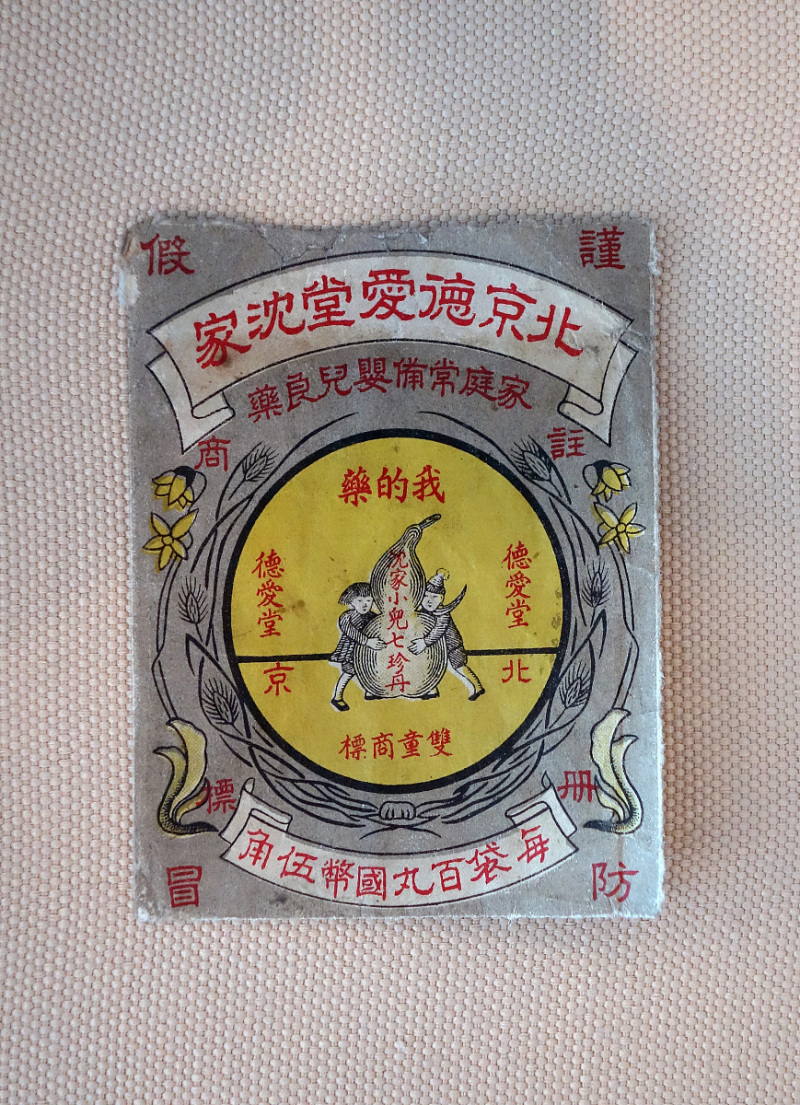 謹防假冒
北京德愛堂沈家
家庭常備嬰兒良藥
註冊商標
我的藥
德愛堂
德愛堂
沈家小兒七珍丹
北京
雙童商標
每袋百丸國幣伍角